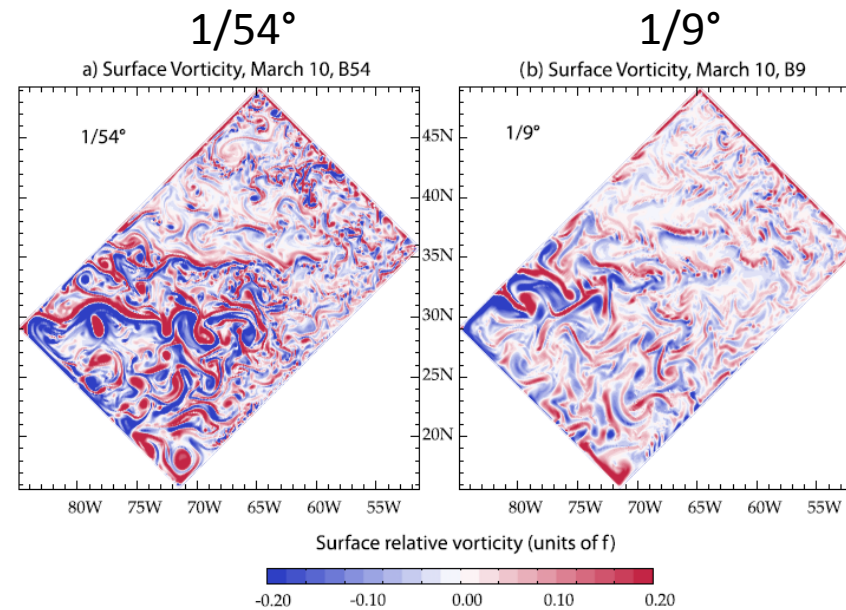 1/54°
1/9°
a) Surface Vorticity, March 10, B54
(b) Surface Vorticity, March 10, B9
1/54°
1/9°
45N
40N
35N
30N
25N
20N
80W 75W 70W 65W 60W 55W
80W 75W 70W 65W 60W 55W
Surface relative vorticity (units of f)
-0.20 -0.10 0.00 0.10 0.20